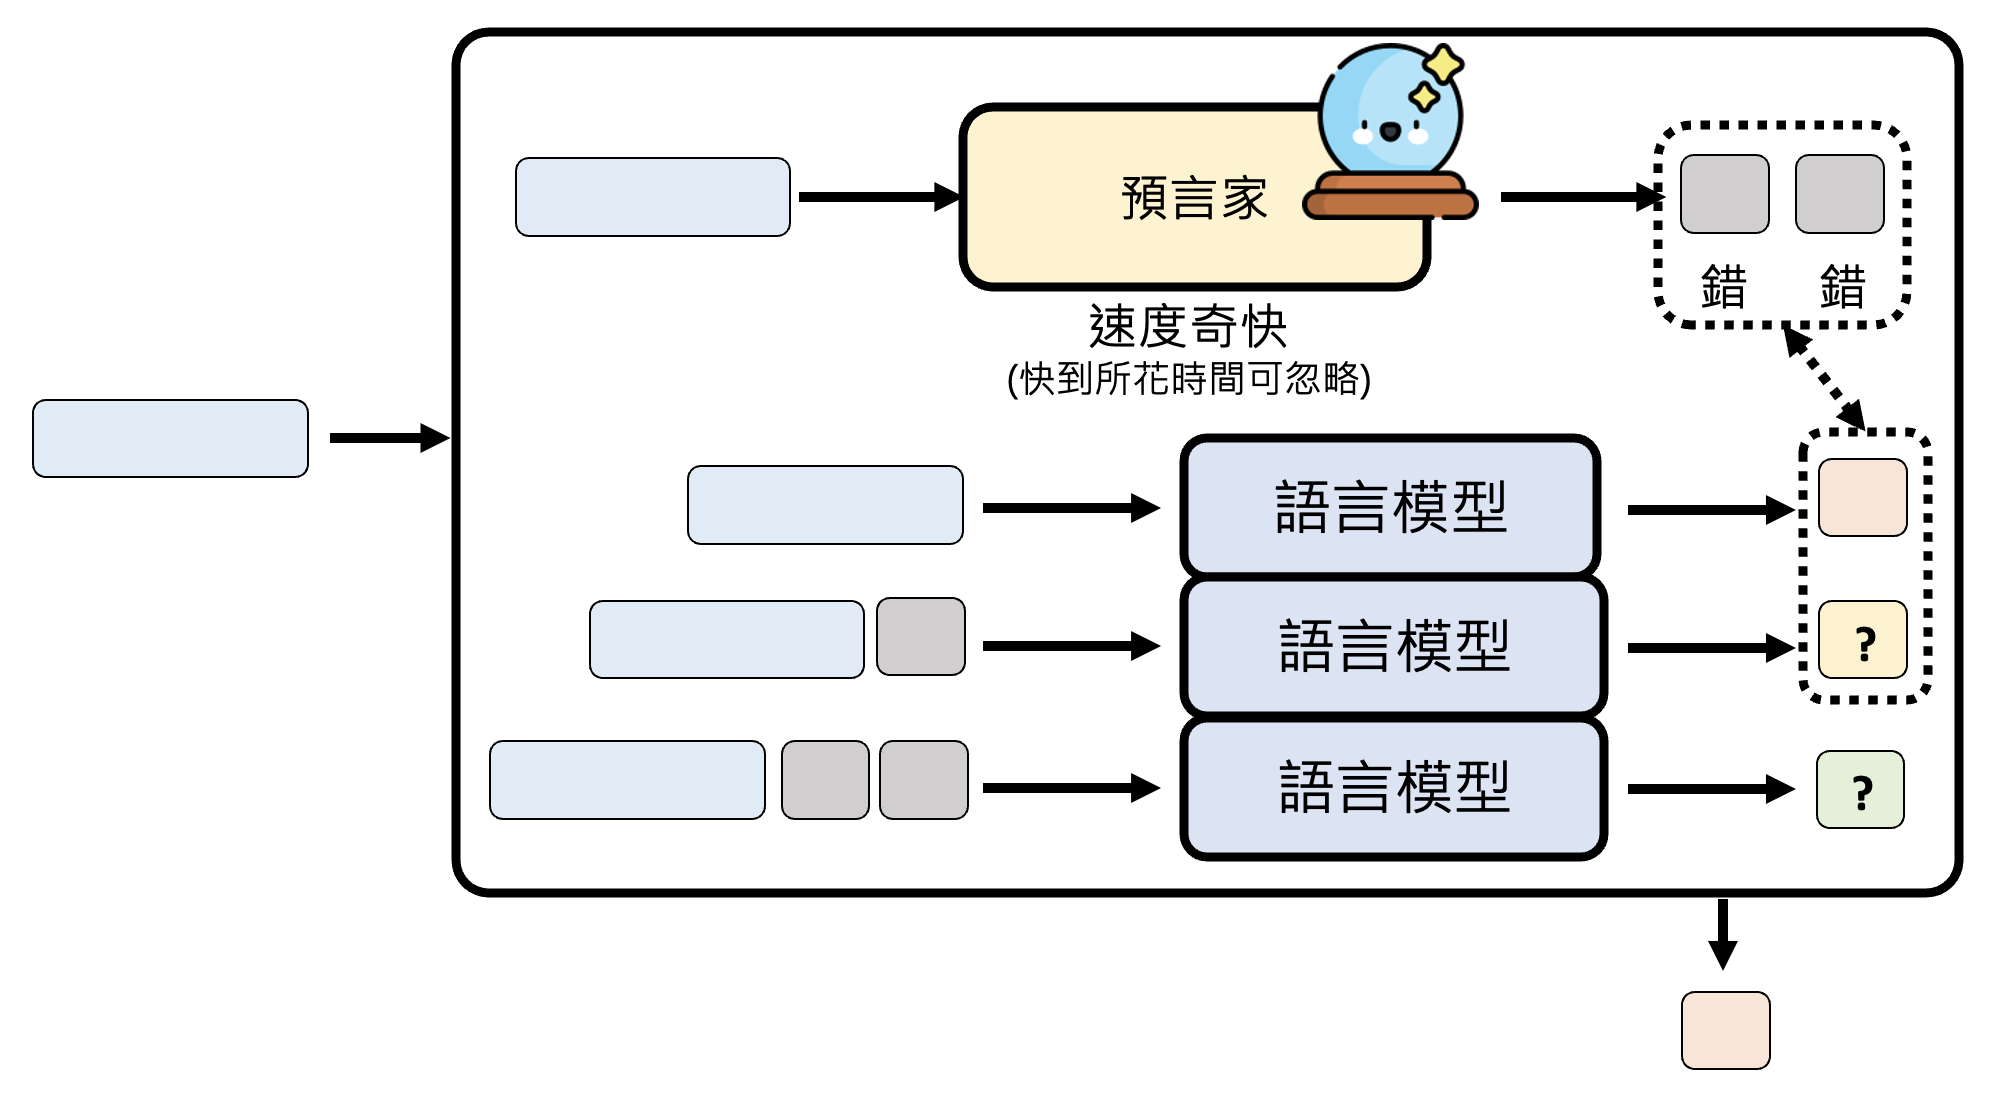 預言家
錯 錯
速度奇快
(快到所花時間可忽略)
語言模型
語言模型
?
語言模型
?